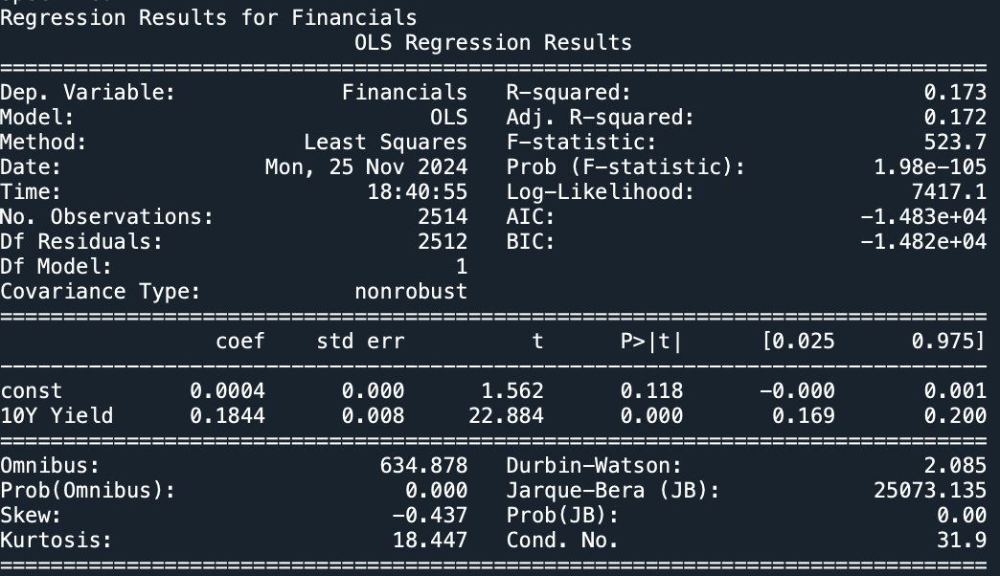 Regression Results for Financials
                            OLS Regression Results
==============================================================================
Dep. Variable:             Financials   R-squared:                       0.173
Model:                            OLS   Adj. R-squared:                  0.172
Method:                 Least Squares   F-statistic:                     523.7
Date:                Mon, 25 Nov 2024   Prob (F-statistic):          1.98e-105
Time:                        18:40:55   Log-Likelihood:                 7417.1
No. Observations:                2514   AIC:                        -1.483e+04
Df Residuals:                    2512   BIC:                        -1.482e+04
Df Model:                           1
Covariance Type:            nonrobust
==============================================================================
                 coef    std err          t      P>|t|      [0.025      0.975]
------------------------------------------------------------------------------
const          0.0004      0.000      1.562      0.118      -0.000       0.001
10Y Yield      0.1844      0.008     22.884      0.000       0.169       0.200
==============================================================================
Omnibus:                      634.878   Durbin-Watson:                   2.085
Prob(Omnibus):                  0.000   Jarque-Bera (JB):            25073.135
Skew:                          -0.437   Prob(JB):                         0.00
Kurtosis:                      18.447   Cond. No.                         31.9
==============================================================================